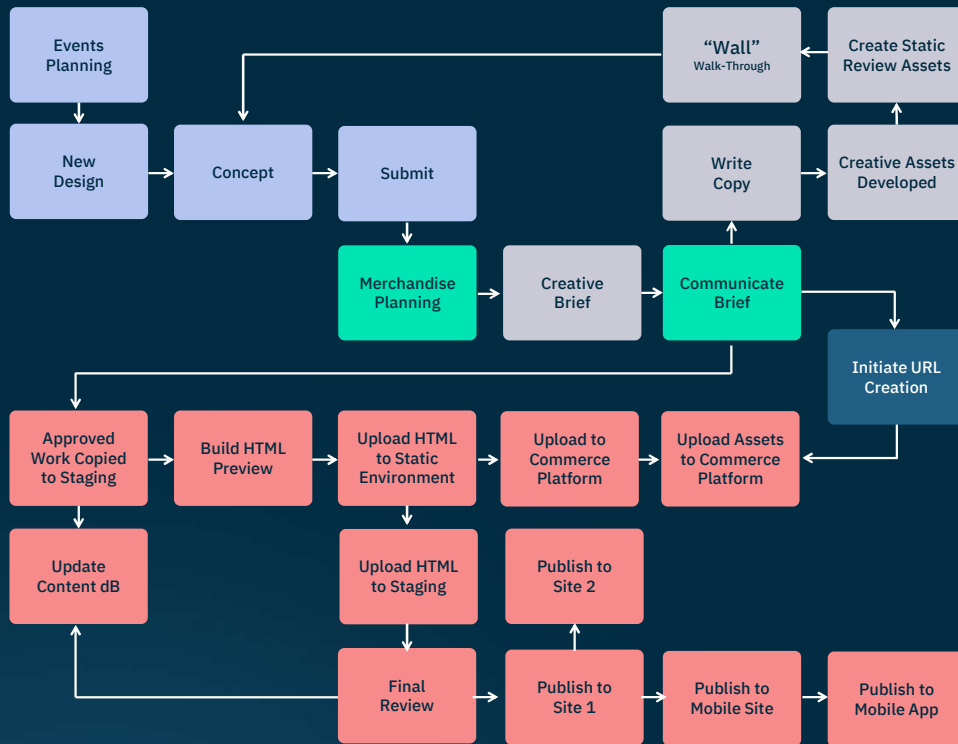 Events
Planning
“Wall”
Walk-Through
Create Static
Review Assets
New
Design
Concept
Submit
Write
Copy
Creative Assets
Developed
Merchandise
Planning
Creative
Brief
Communicate
Brief
Initiate URL
Creation
Approved
Work Copied
to Staging
Build HTML
Preview
Upload HTML
to Static
Environment
Upload to
Commerce
Platform
Upload Assets
to Commerce
Platform
Update
Content dB
Upload HTML
to Staging
Publish to
Site 2
Final
Review
Publish to
Site 1
Publish to
Mobile Site
Publish to
Mobile App